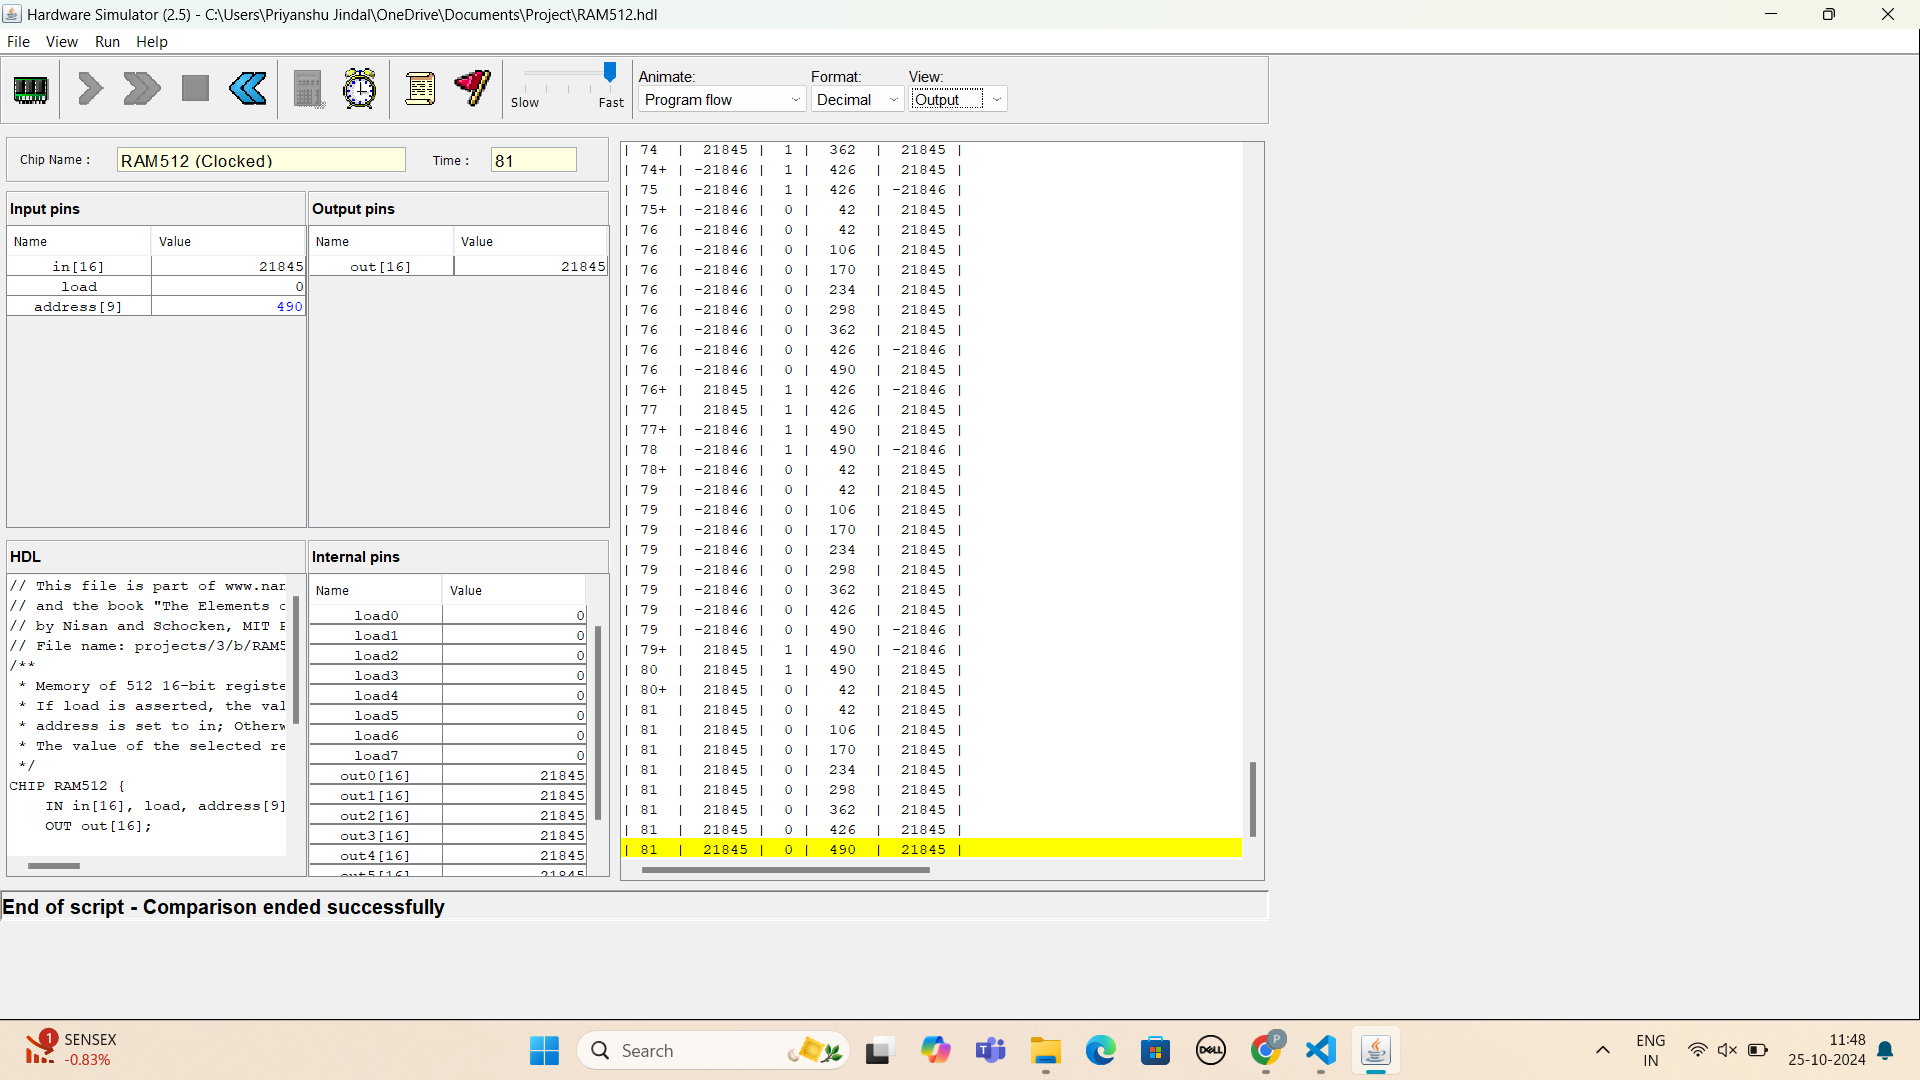 Hardware Simulator (2.5) - C:\Users\Priyanshu Jindal\OneDrive\Documents\Project\RAM512.hdl
File View Run Help
Slow Fast
Animate: Format: View:
Program flow Decimal Output
Chip Name : RAM512 (Clocked) Time : 81
Input pins
Name Value
in[16] 21845
load 0
address[9] 490
Output pins
Name Value
out[16] 21845
HDL
// This file is part of www.nan
// and the book "The Elements o
// by Nisan and Schocken, MIT P
// File name: projects/3/b/RAM5
/**
* Memory of 512 16-bit registe
* If load is asserted, the val
* address is set to in; Otherw
* The value of the selected re
*/
CHIP RAM512 {
IN in[16], load, address[9]
OUT out[16];
Internal pins
Name Value
load0 0
load1 0
load2 0
load3 0
load4 0
load5 0
load6 0
load7 0
out0[16] 21845
out1[16] 21845
out2[16] 21845
out3[16] 21845
out4[16] 21845
out5[16] 21845
| 74 | 21845 | 1 | 362 | 21845 |
| 74+ | -21846 | 1 | 426 | 21845 |
| 75 | -21846 | 1 | 426 | -21846 |
| 75+ | -21846 | 0 | 42 | 21845 |
| 76 | -21846 | 0 | 42 | 21845 |
| 76 | -21846 | 0 | 106 | 21845 |
| 76 | -21846 | 0 | 170 | 21845 |
| 76 | -21846 | 0 | 234 | 21845 |
| 76 | -21846 | 0 | 298 | 21845 |
| 76 | -21846 | 0 | 362 | 21845 |
| 76 | -21846 | 0 | 426 | -21846 |
| 76 | -21846 | 0 | 490 | 21845 |
| 76+ | 21845 | 1 | 426 | -21846 |
| 77 | 21845 | 1 | 426 | 21845 |
| 77+ | -21846 | 1 | 490 | 21845 |
| 78 | -21846 | 1 | 490 | -21846 |
| 78+ | -21846 | 0 | 42 | 21845 |
| 79 | -21846 | 0 | 42 | 21845 |
| 79 | -21846 | 0 | 106 | 21845 |
| 79 | -21846 | 0 | 170 | 21845 |
| 79 | -21846 | 0 | 234 | 21845 |
| 79 | -21846 | 0 | 298 | 21845 |
| 79 | -21846 | 0 | 362 | 21845 |
| 79 | -21846 | 0 | 426 | 21845 |
| 79 | -21846 | 0 | 490 | -21846 |
| 79+ | 21845 | 1 | 490 | -21846 |
| 80 | 21845 | 1 | 490 | 21845 |
| 80+ | 21845 | 0 | 42 | 21845 |
| 81 | 21845 | 0 | 42 | 21845 |
| 81 | 21845 | 0 | 106 | 21845 |
| 81 | 21845 | 0 | 170 | 21845 |
| 81 | 21845 | 0 | 234 | 21845 |
| 81 | 21845 | 0 | 298 | 21845 |
| 81 | 21845 | 0 | 362 | 21845 |
| 81 | 21845 | 0 | 426 | 21845 |
| 81 | 21845 | 0 | 490 | 21845 |
End of script - Comparison ended successfully
1 SENSEX
-0.83%
Search
DELL
P
ENG
IN
11:48
25-10-2024